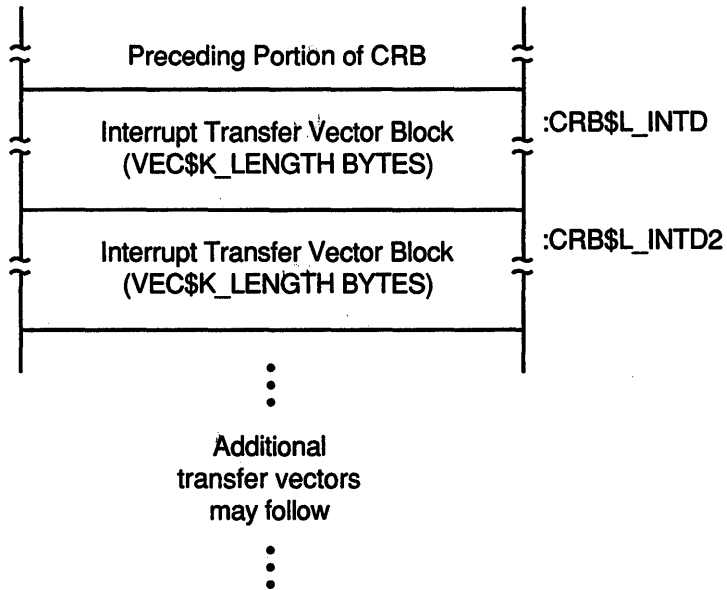 Preceding Portion of CRB
:CRB$L_INTD
Interrupt Transfer Vector Block
(VEC$K_LENGTH BYTES)
:CRB$L_INTD2
Interrupt Transfer Vector Block
(VEC$K_LENGTH BYTES)
Additional
transfer vectors
may follow